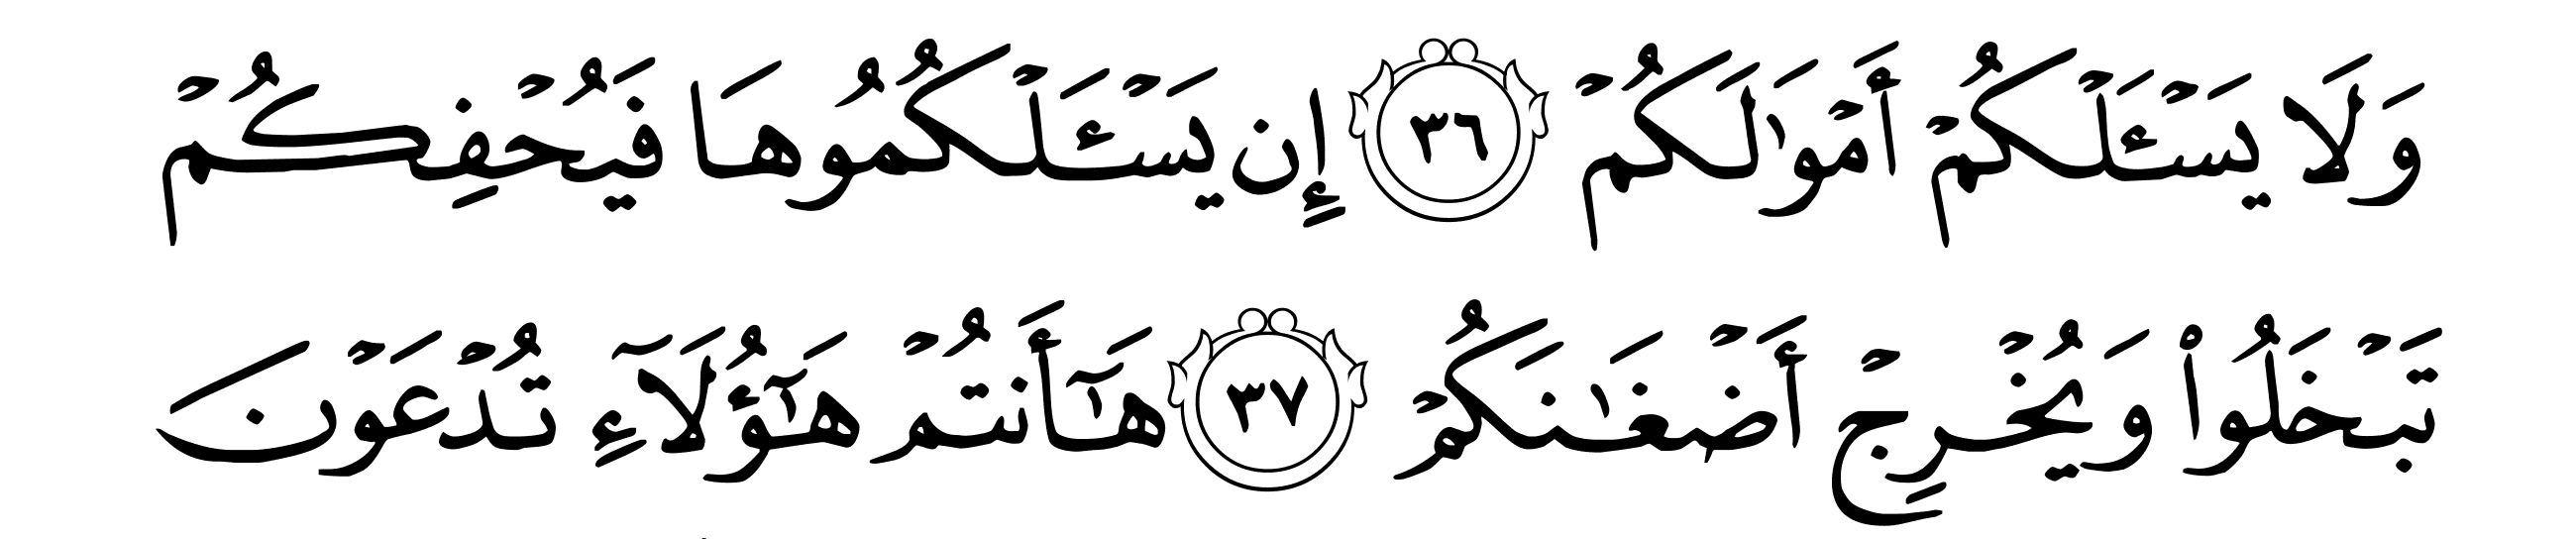 وَلَا يَسْـَٔلْكُمْ أَمْوَٰلَكُمْ ٣٦ إِن يَسْـَٔلْكُمُوهَا فَيُحْفِكُمْ
تَبْخَلُوا۟ وَيُخْرِجْ أَضْغَـٰنَكُمْ ٣٧ هَـٰٓأَنتُمْ هَـٰٓؤُلَآءِ تُدْعَوْنَ